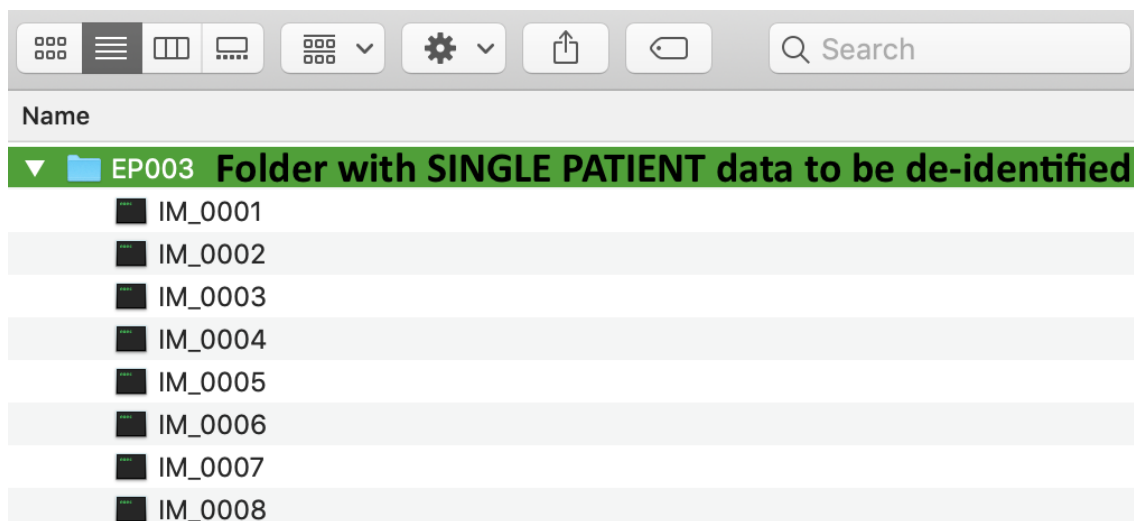 Search
Name
EP003 Folder with SINGLE PATIENT data to be de-identified
IM_0001
IM_0002
IM_0003
IM_0004
IM_0005
IM_0006
IM_0007
IM_0008